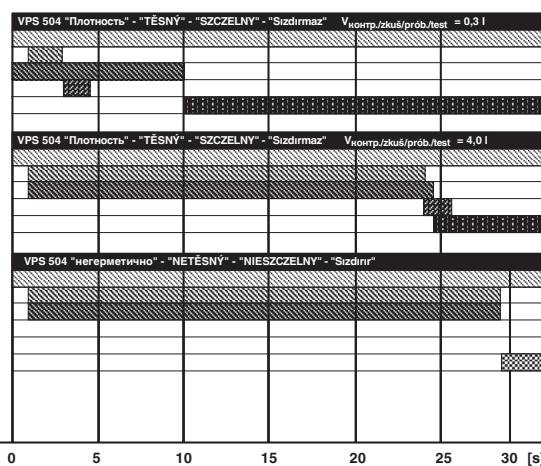 VPS 504 "Плотность" - "TĚSNÝ" - "SZCZELNY" - "Sızdırmaz" Vконтр./zkuš/prób./test = 0,3 l
VPS 504 "Плотность" - "TĚSNÝ" - "SZCZELNY" - "Sızdırmaz" Vконтр./zkuš/prób./test = 4,0 l
VPS 504 "негерметично" - "NETĚSNÝ" - "NIESZCZELNY" - "Sızdırır"
0 5 10 15 20 25 30 [s]